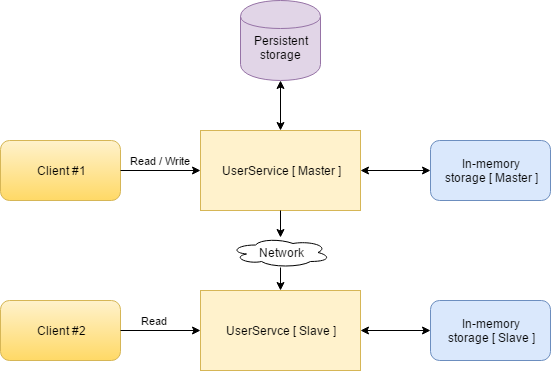 Persistent
storage
Client #1
Read / Write
UserService [ Master ]
In-memory
storage [ Master ]
Network
Client #2
Read
UserServce [ Slave ]
In-memory
storage [ Slave ]